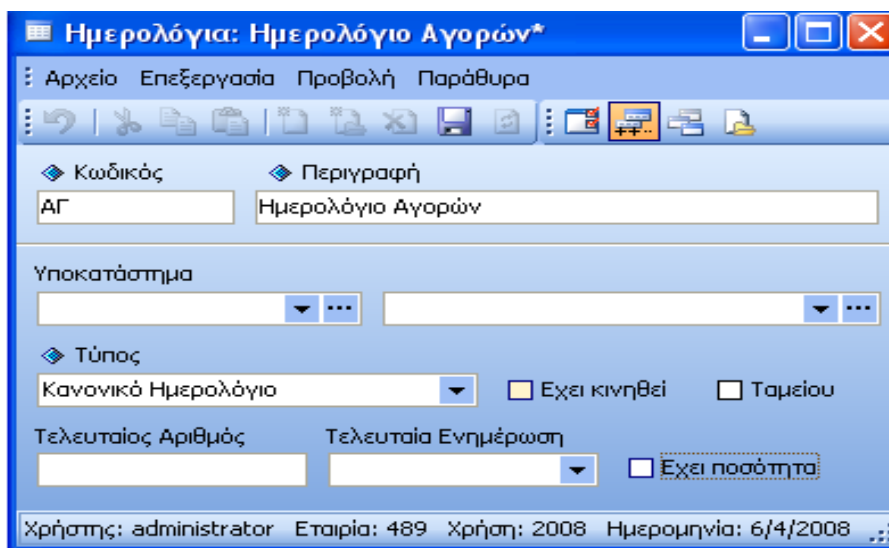 Ημερολόγια: Ημερολόγιο Αγορών*
Αρχείο Επεξεργασία Προβολή Παράθυρα
Κωδικός Περιγραφή
ΑΓ Ημερολόγιο Αγορών
Υποκατάστημα
Τύπος
Κανονικό Ημερολόγιο Εχει κινηθεί Ταμείου
Τελευταίος Αριθμός Τελευταία Ενημέρωση
Εχει ποσότητα
Χρήστης: administrator Εταιρία: 489 Χρήση: 2008 Ημερομηνία: 6/4/2008